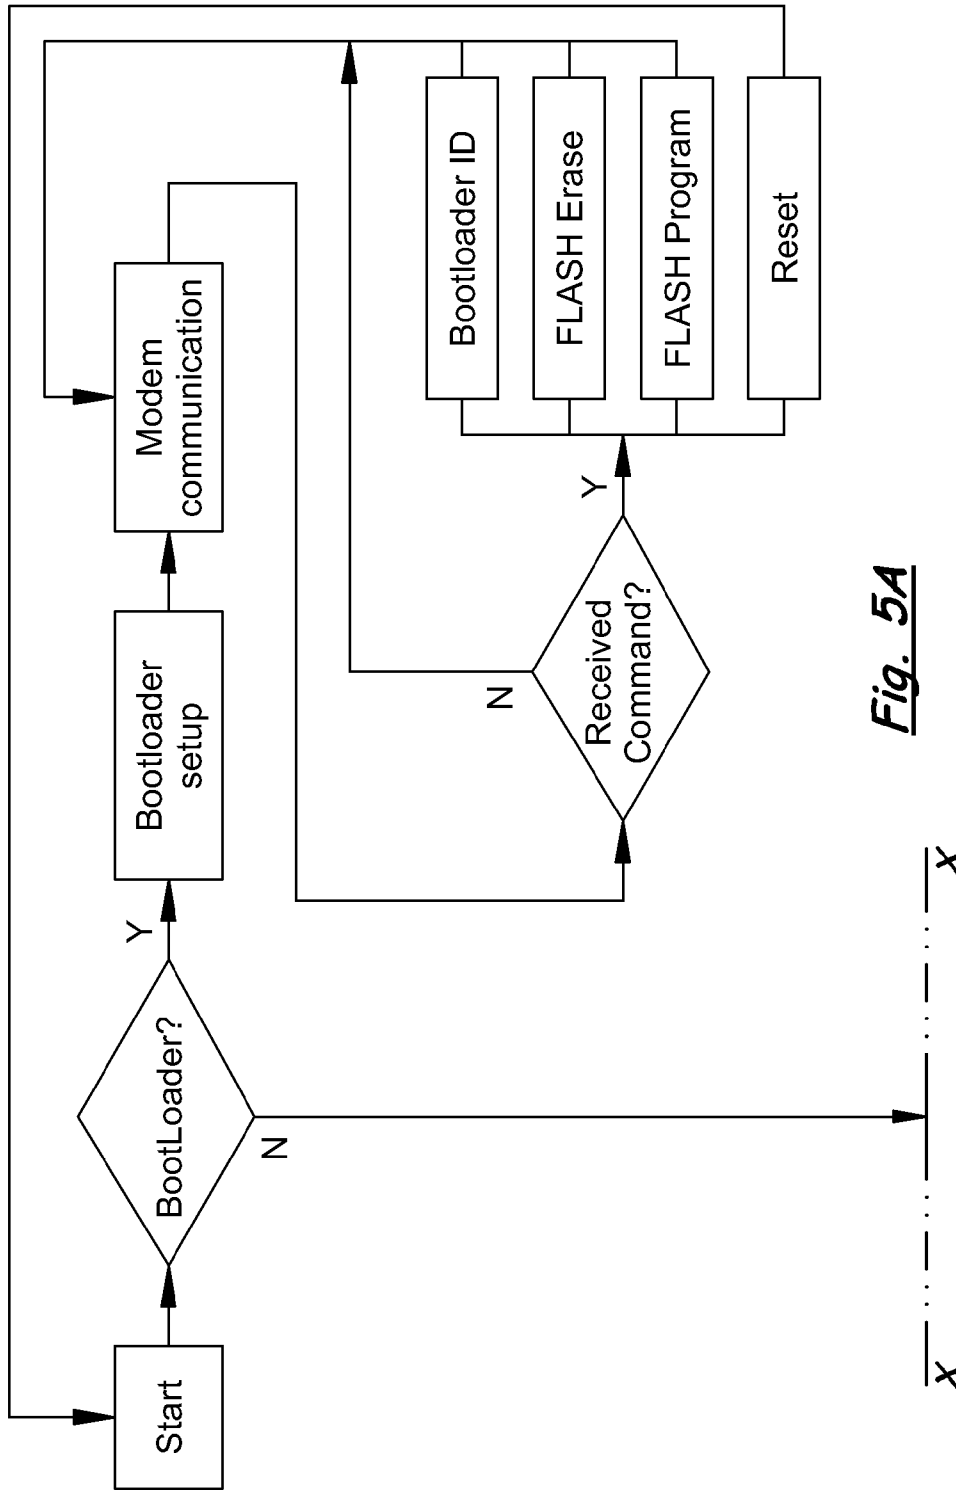 Start
BootLoader?
Y
N
Bootloader
setup
Modem
communication
Received
Command?
N
Y
Bootloader ID
FLASH Erase
FLASH Program
Reset
X
X
Fig. 5A